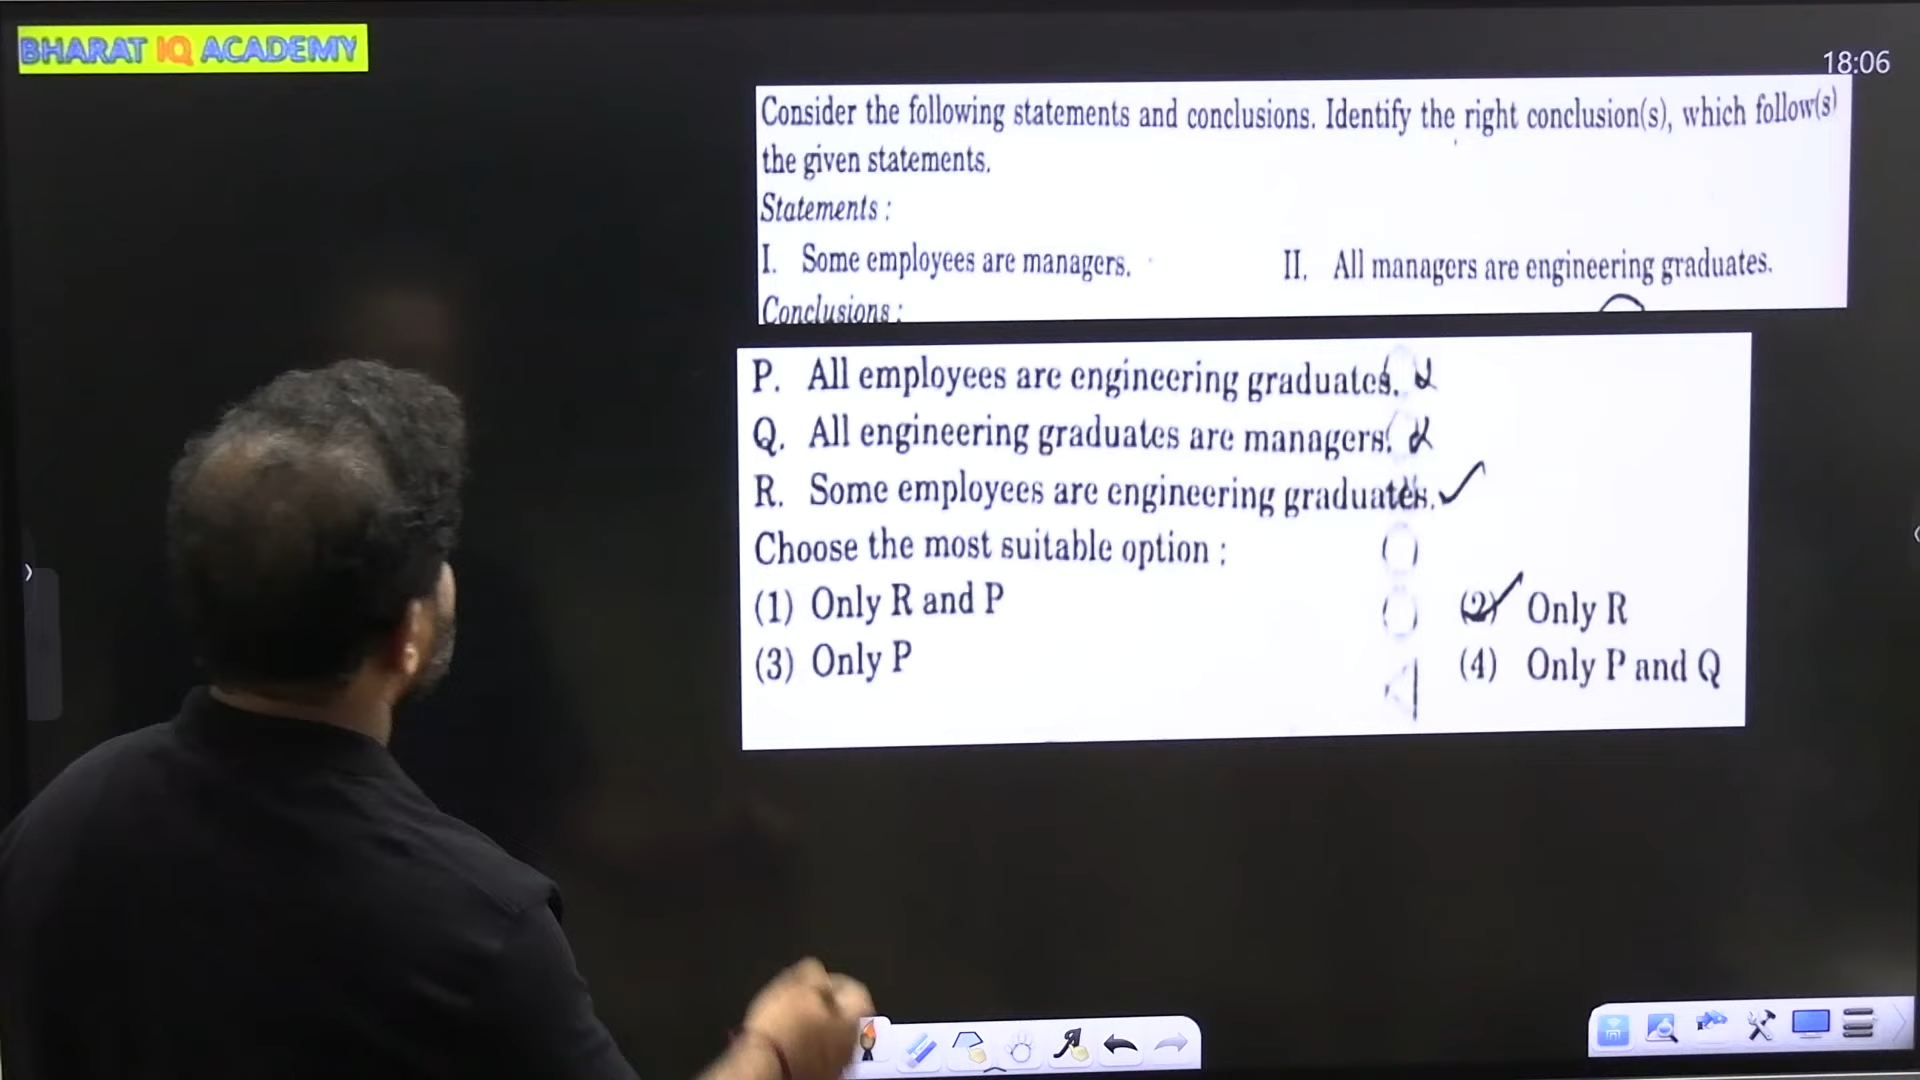 BHARAT IQ ACADEMY
18:06
Consider the following statements and conclusions. Identify the right conclusion(s), which follow(s)
the given statements.
Statements :
I. Some employees are managers. II. All managers are engineering graduates.
Conclusions :
P. All employees are engineering graduates.
Q. All engineering graduates are managers.
R. Some employees are engineering graduates.
Choose the most suitable option :
(1) Only R and P (2) Only R
(3) Only P (4) Only P and Q